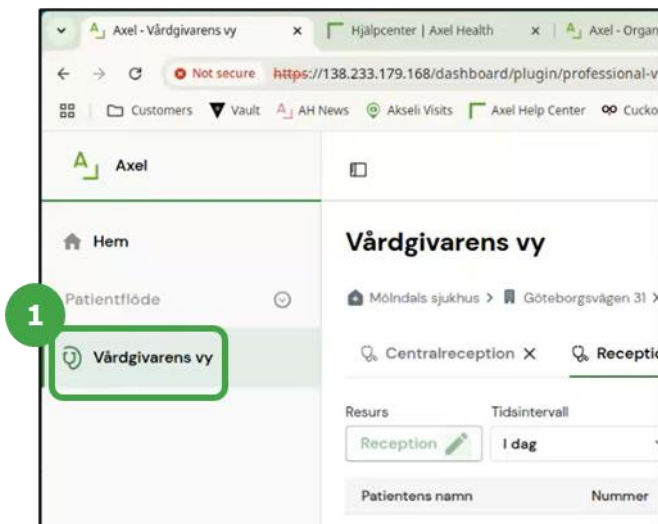 Axel - Vårdgivarens vy
Hjälpcenter | Axel Health
Axel - Organ
Not secure https://138.233.179.168/dashboard/plugin/professional-v
Customers Vault AH News Akseli Visits Axel Help Center Cucko
Axel
Hem
Vårdgivarens vy
Patientflöde
Mölndals sjukhus > Göteborgsvägen 31
1
Vårdgivarens vy
Centralreception X Receptio
Resurs Tidsintervall
Reception I dag
Patientens namn Nummer